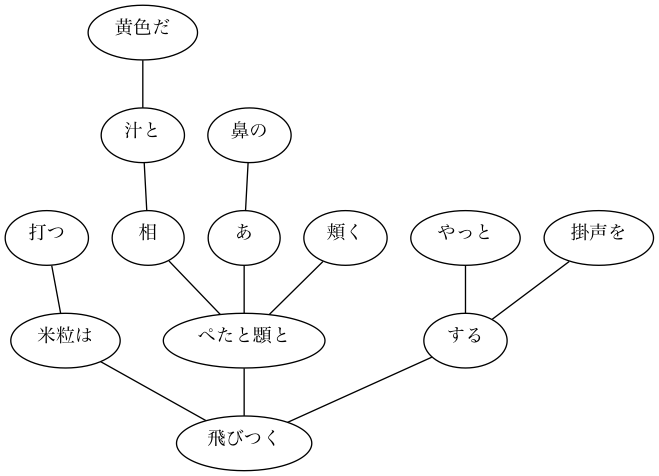 黄色だ
汁と
鼻の
打つ
相
あ
頬く
やっと
掛声を
米粒は
ぺたと顋と
する
飛びつく